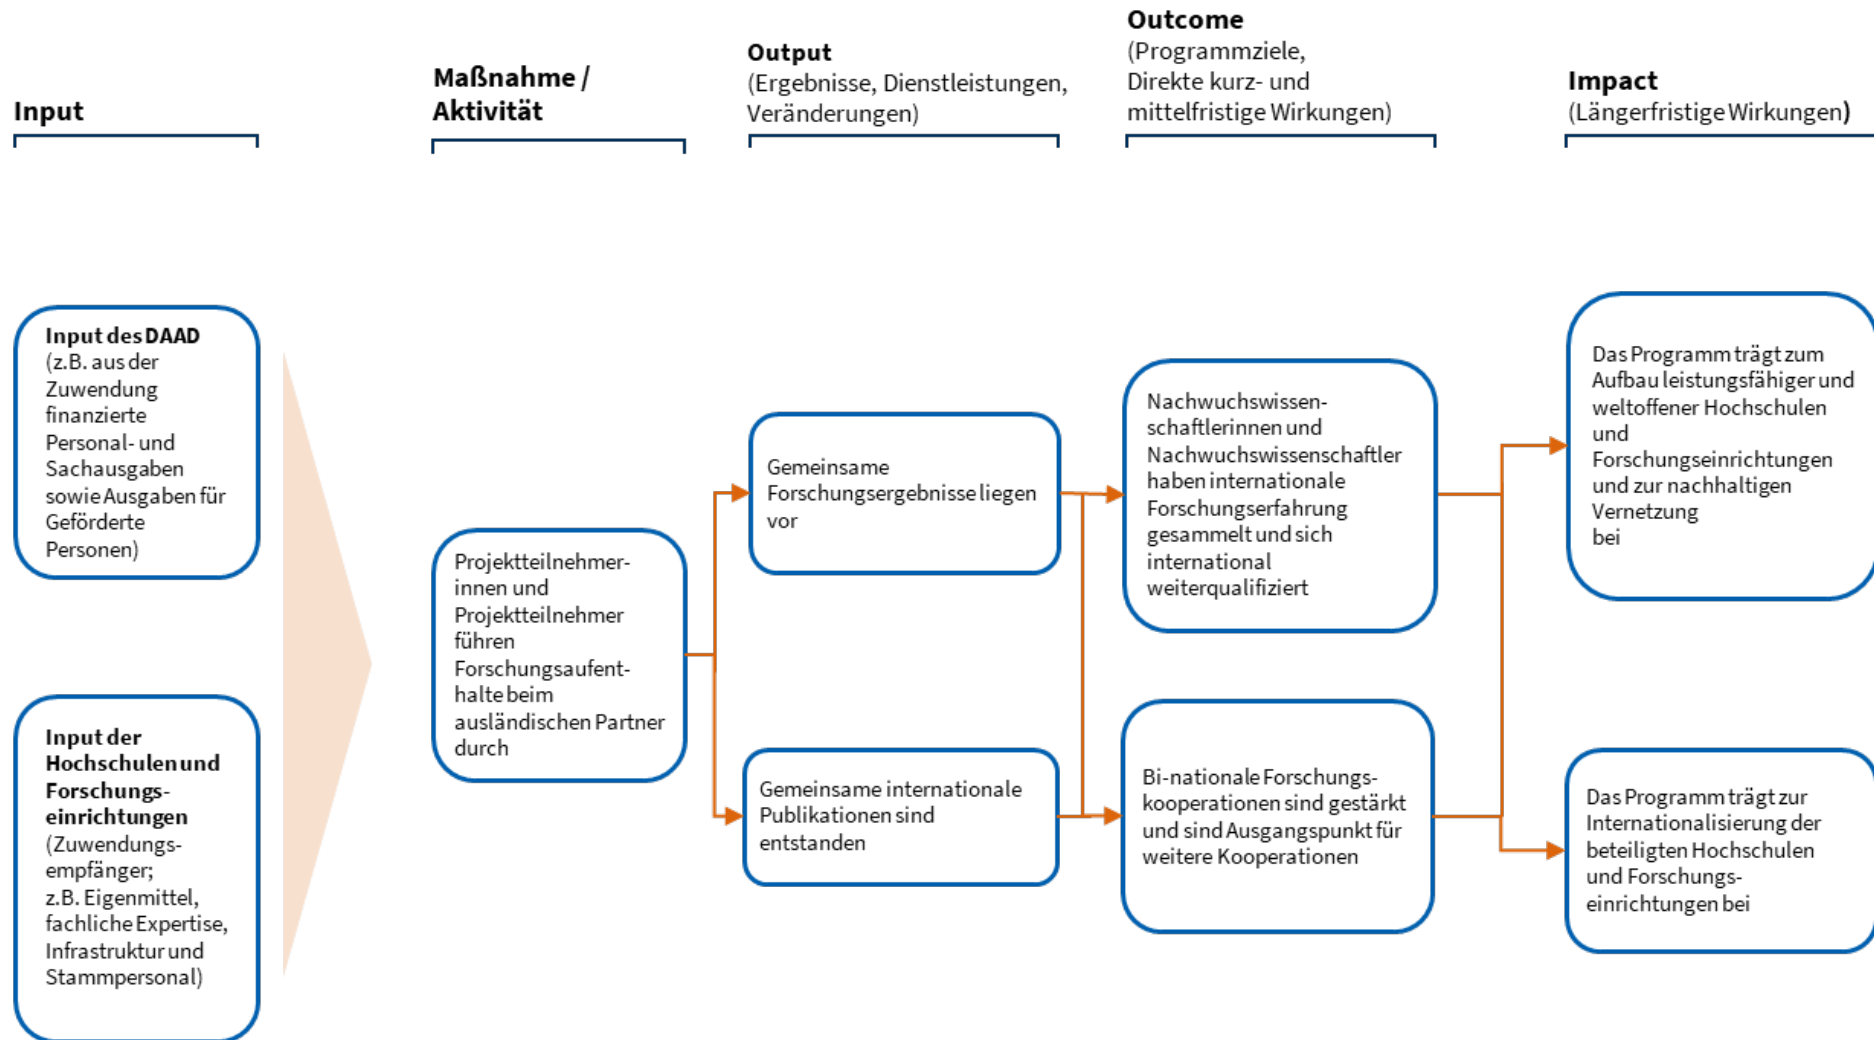 Input
Maßnahme /
Aktivität
Output
(Ergebnisse, Dienstleistungen,
Veränderungen)
Outcome
(Programmziele,
Direkte kurz- und
mittelfristige Wirkungen)
Impact
(Längerfristige Wirkungen)
Input des DAAD
(z.B. aus der
Zuwendung
finanzierte
Personal- und
Sachausgaben
sowie Ausgaben für
Geförderte
Personen)
Input der
Hochschulen und
Forschungs-
einrichtungen
(Zuwendungs-
empfänger;
z.B. Eigenmittel,
fachliche Expertise,
Infrastruktur und
Stammpersonal)
Projektteilnehmer-
innen und
Projektteilnehmer
führen
Forschungsaufent-
halte beim
ausländischen Partner
durch
Gemeinsame
Forschungsergebnisse liegen
vor
Gemeinsame internationale
Publikationen sind
entstanden
Nachwuchswissen-
schaftlerinnen und
Nachwuchswissenschaftler
haben internationale
Forschungserfahrung
gesammelt und sich
international
weiterqualifiziert
Bi-nationale Forschungs-
kooperationen sind gestärkt
und sind Ausgangspunkt für
weitere Kooperationen
Das Programm trägt zum
Aufbau leistungsfähiger und
weltoffener Hochschulen
und
Forschungseinrichtungen
und zur nachhaltigen
Vernetzung
bei
Das Programm trägt zur
Internationalisierung der
beteiligten Hochschulen
und Forschungs-
einrichtungen bei